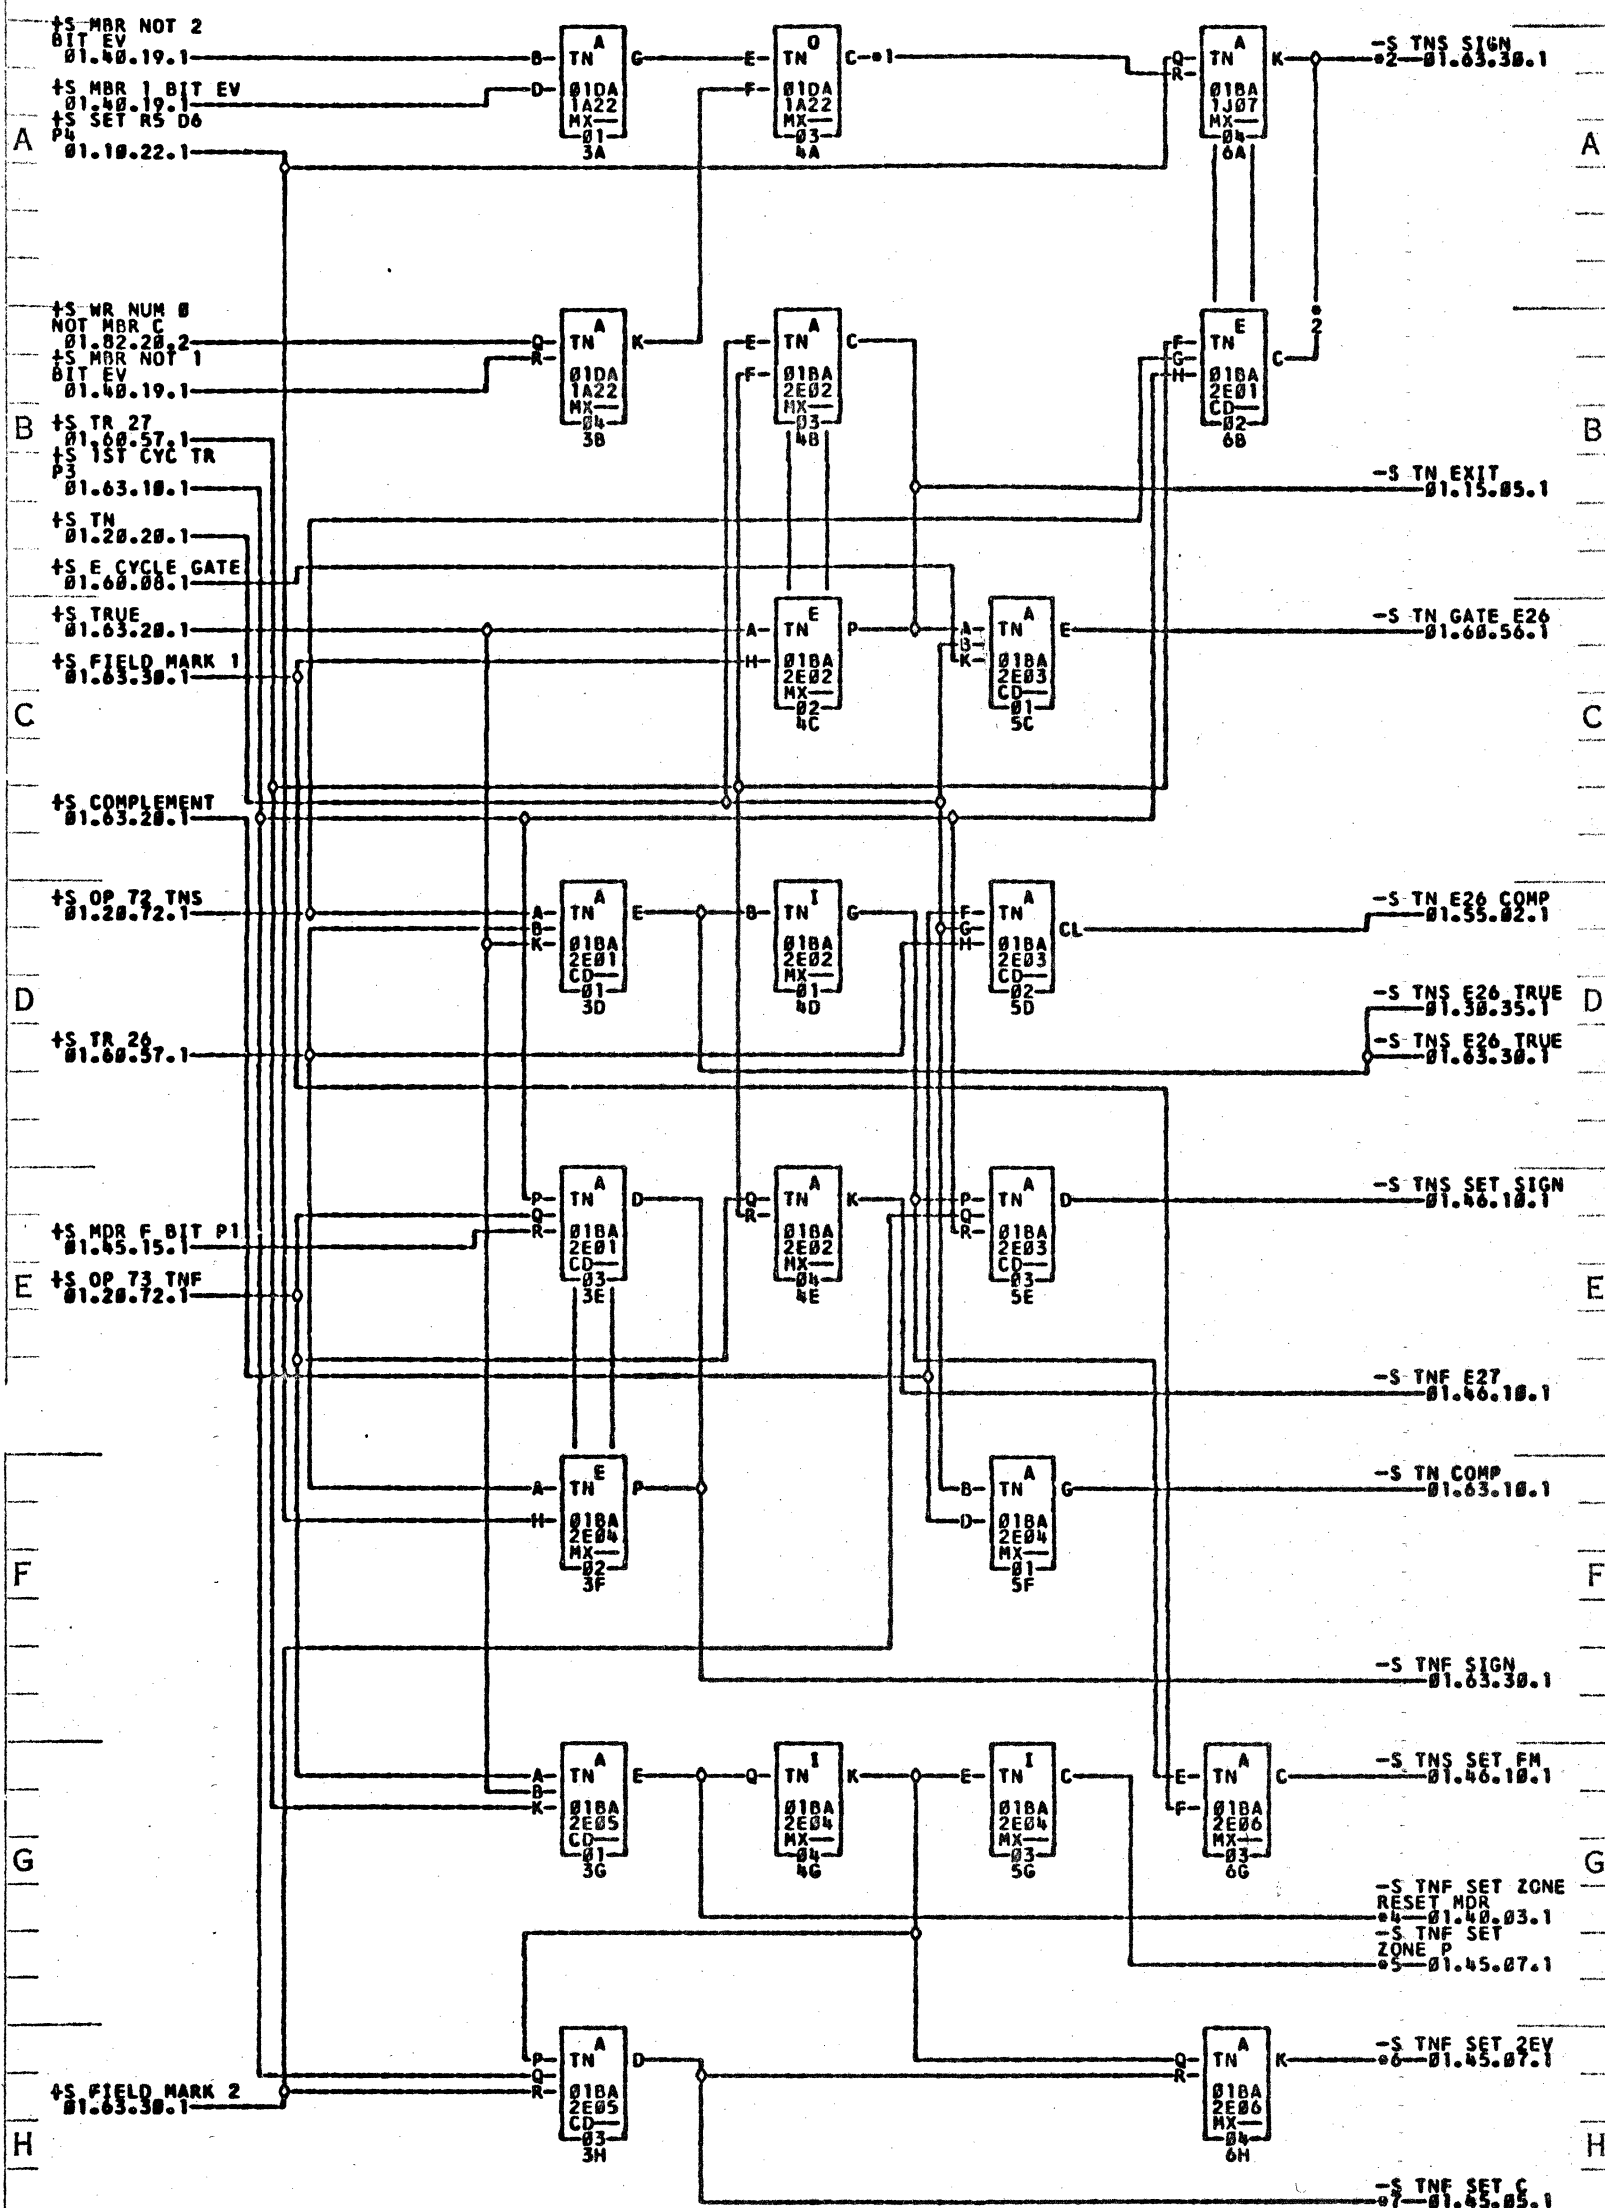 +S MBR NOT 2
BIT EV
01.40.19.1
+S MBR 1 BIT EV
01.40.19.1
+S SET RS D6
P4
01.10.22.1
B
D
A
TN
01DA
1A22
MX
01
3A
G
E
F
O
TN
01DA
1A22
MX
03
4A
C
*1
Q
R
A
TN
01BA
1J07
MX
04
6A
K
-S TNS SIGN
*2 01.63.30.1
A
A
+S WR NUM 0
NOT MBR C
01.82.20.2
+S MBR NOT 1
BIT EV
01.40.19.1
+S TR 27
01.60.57.1
+S 1ST CYC TR
P3
01.63.10.1
+S TN
01.20.20.1
+S E CYCLE GATE
01.60.08.1
Q
R
A
TN
01DA
1A22
MX
04
3B
K
E
F
A
TN
01BA
2E02
MX
03
4B
C
F
G
H
E
TN
01BA
2E01
CD
02
6B
C
*
2
B
B
-S TN EXIT
01.15.05.1
+S TRUE
01.63.20.1
+S FIELD MARK 1
01.63.30.1
A
H
E
TN
01BA
2E02
MX
02
4C
P
A
B
K
A
TN
01BA
2E03
CD
01
5C
E
-S TN GATE E26
01.60.56.1
C
C
+S COMPLEMENT
01.63.20.1
+S OP 72 TNS
01.20.72.1
A
B
K
A
TN
01BA
2E01
CD
01
3D
E
B
I
TN
01BA
2E02
MX
01
4D
G
F
G
H
A
TN
01BA
2E03
CD
02
5D
CL
-S TN E26 COMP
01.55.02.1
D
D
-S TNS E26 TRUE
01.30.35.1
+S TR 26
01.60.57.1
-S TNS E26 TRUE
01.63.30.1
+S MDR F BIT P1
01.45.15.1
+S OP 73 TNF
01.20.72.1
P
Q
R
A
TN
01BA
2E01
CD
03
3E
D
Q
R
A
TN
01BA
2E02
MX
04
4E
K
P
Q
R
A
TN
01BA
2E03
CD
03
5E
D
-S TNS SET SIGN
01.46.10.1
E
E
-S TNF E27
01.46.10.1
A
H
E
TN
01BA
2E04
MX
02
3F
P
B
D
A
TN
01BA
2E04
MX
01
5F
G
-S TN COMP
01.63.10.1
F
F
-S TNF SIGN
01.63.30.1
A
B
K
A
TN
01BA
2E05
CD
01
3G
E
Q
I
TN
01BA
2E04
MX
04
4G
K
E
I
TN
01BA
2E04
MX
03
5G
C
E
F
A
TN
01BA
2E06
MX
03
6G
C
-S TNS SET FM
01.46.10.1
G
G
-S TNF SET ZONE
RESET MDR
*4 01.40.03.1
-S TNF SET
ZONE P
*5 01.45.07.1
+S FIELD MARK 2
01.63.30.1
P
Q
R
A
TN
01BA
2E05
CD
03
3H
D
Q
R
A
TN
01BA
2E06
MX
04
6H
K
-S TNF SET 2EV
*6 01.45.07.1
H
H
-S TNF SET C
*7 01.45.05.1